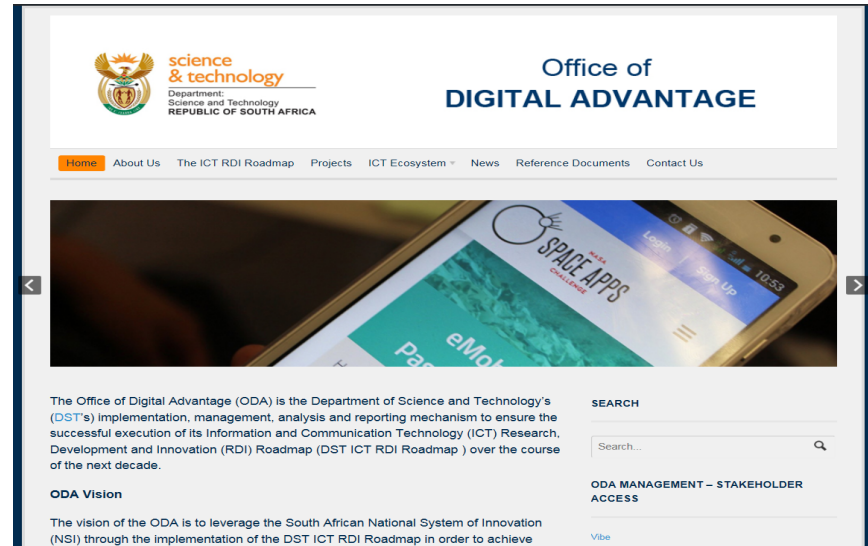 science
& technology
Department:
Science and Technology
REPUBLIC OF SOUTH AFRICA
Office of
DIGITAL ADVANTAGE
Home About Us The ICT RDI Roadmap Projects ICT Ecosystem News Reference Documents Contact Us
Login
Sign Up
10:53
NASA
SPACE APPS
CHALLENGE
eMob
Pas
H
The Office of Digital Advantage (ODA) is the Department of Science and Technology's
(DST's) implementation, management, analysis and reporting mechanism to ensure the
successful execution of its Information and Communication Technology (ICT) Research,
Development and Innovation (RDI) Roadmap (DST ICT RDI Roadmap ) over the course
of the next decade.
ODA Vision
The vision of the ODA is to leverage the South African National System of Innovation
(NSI) through the implementation of the DST ICT RDI Roadmap in order to achieve
SEARCH
Search...
ODA MANAGEMENT – STAKEHOLDER
ACCESS
Vibe